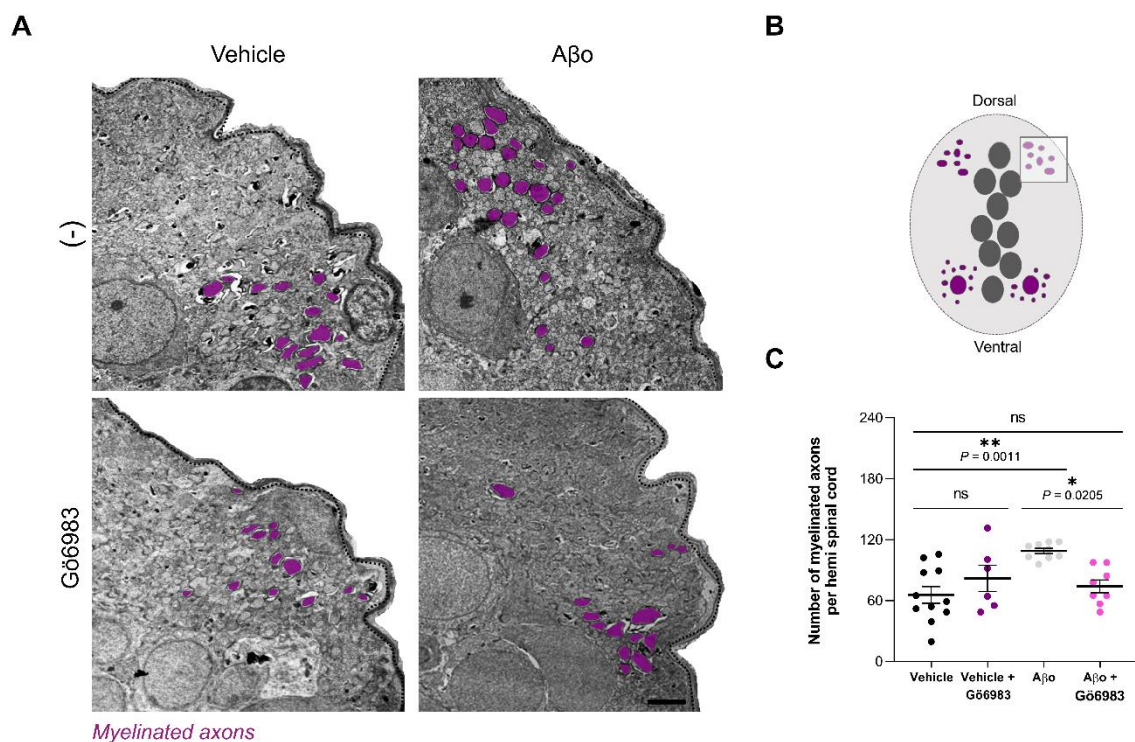 A
Vehicle
Aβo
(-)
Gö6983
Myelinated axons
B
Dorsal
Ventral
C
Number of myelinated axons
per hemi spinal cord
240
180
120
60
0
ns
**
P = 0.0011
*
P = 0.0205
ns
Vehicle
Vehicle +
Gö6983
Aβo
Aβo +
Gö6983